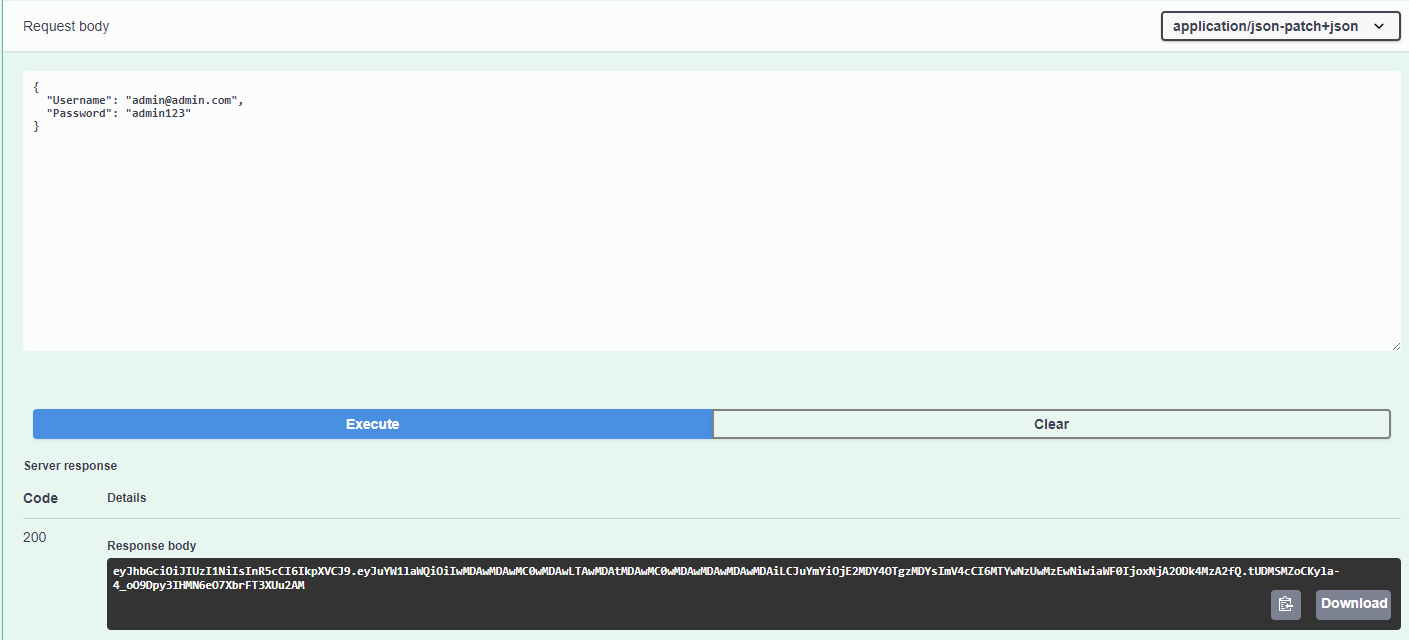 Request body
application/json-patch+json
{
"Username": "admin@admin.com",
"Password": "admin123"
}
Execute
Clear
Server response
Code
Details
200
Response body
eyJhbGciOiJIUzI1NiIsInR5cCI6IkpXVCJ9.eyJuYW1laWQiOiIwMDAwMDAwMC0wMDAwLTAwMDAtMDAwMC0wMDAwMDAwMDAwMDAiLCJuYmYiOjE2MDY4OTgzMDYsImV4cCI6MTYwNzUwMzEwNiwiaWF0IjoxNjA2ODk4MzA2fQ.tUDMSMZoCKy1a-
4_oO9Dpy3IHMN6eO7XbrFT3XUu2AM
Download